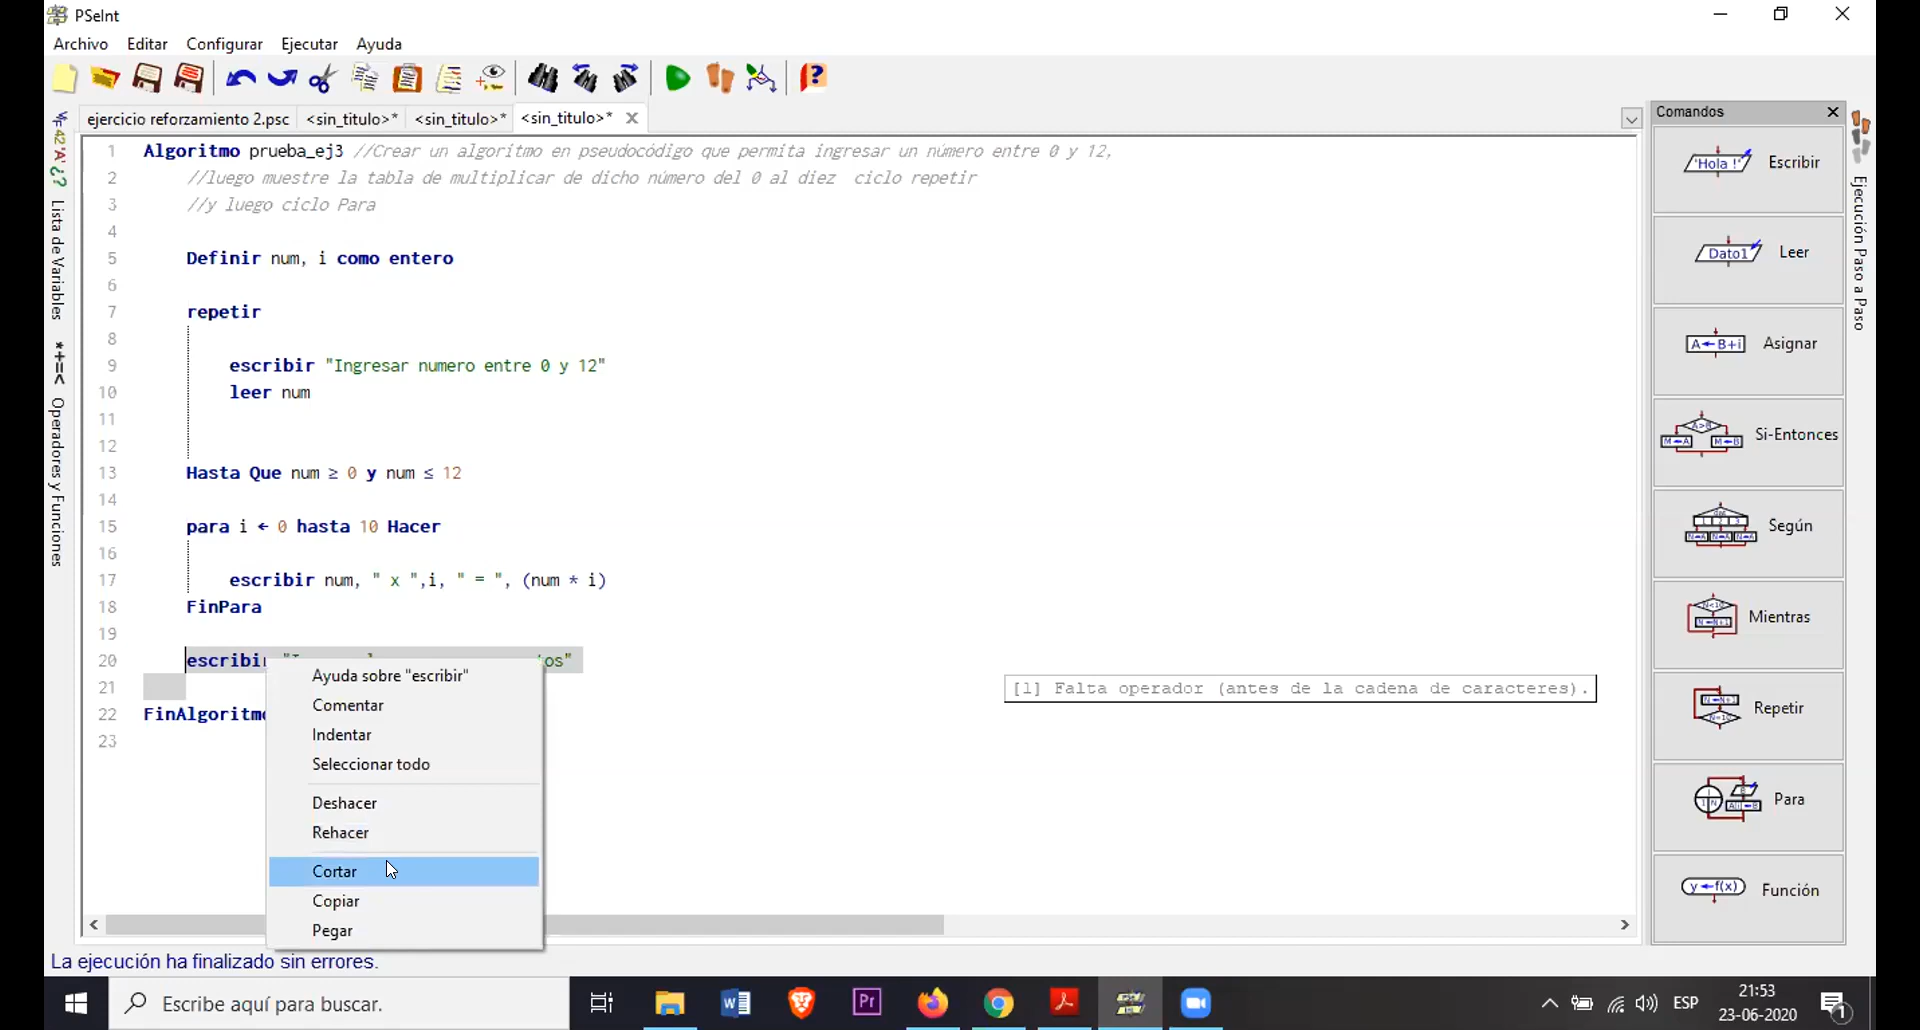 PSeInt
Archivo Editar Configurar Ejecutar Ayuda
ejercicio reforzamiento 2.psc <sin_titulo>* <sin_titulo>* <sin_titulo>*
Lista de Variables
Operadores y Funciones
1 Algoritmo prueba_ej3 //Crear un algoritmo en pseudocódigo que permita ingresar un número entre 0 y 12,
2 //luego muestre la tabla de multiplicar de dicho número del 0 al diez ciclo repetir
3 //y luego ciclo Para
4
5 Definir num, i como entero
6
7 repetir
8
9 escribir "Ingresar numero entre 0 y 12"
10 leer num
11
12
13 Hasta Que num ≥ 0 y num ≤ 12
14
15 para i ← 0 hasta 10 Hacer
16
17 escribir num, " x ",i, " = ", (num * i)
18 FinPara
19
20 escribir os"
21
22 FinAlgoritmo
23
[1] Falta operador (antes de la cadena de caracteres).
Ayuda sobre "escribir"
Comentar
Indentar
Seleccionar todo
Deshacer
Rehacer
Cortar
Copiar
Pegar
Comandos
'Hola !' Escribir
Dato1 Leer
A←B+i Asignar
A>B Si-Entonces
Según
Mientras
Repetir
Para
y←f(x) Función
Ejecución Paso a Paso
La ejecución ha finalizado sin errores.
Escribe aquí para buscar.
ESP
21:53
23-06-2020
1